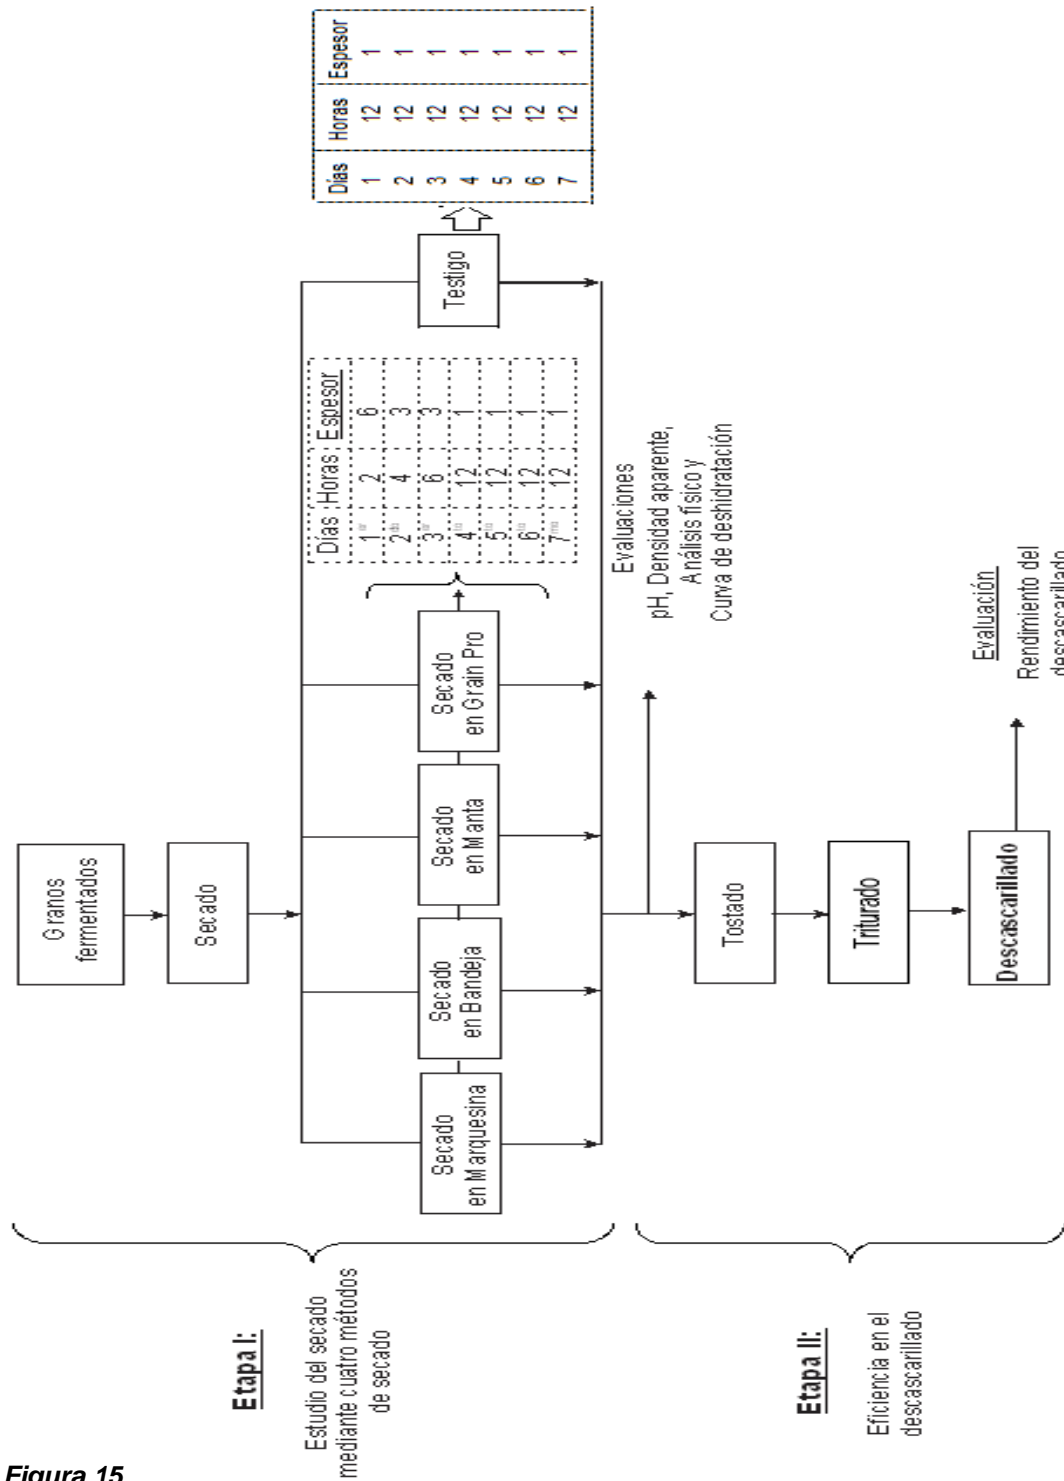 Granos
fermentados
Secado
Etapa I:
Estudio del secado
mediante cuatro métodos
de secado
Secado
en Marquesina
Secado
en Bandeja
Secado
en Manta
Secado
en Grain Pro
Días Horas Espesor
1er 2 6
2do 4 3
3er 6 3
4to 12 1
5to 12 1
6to 12 1
7mo 12 1
Testigo
Días Horas Espesor
1 12 1
2 12 1
3 12 1
4 12 1
5 12 1
6 12 1
7 12 1
Evaluaciones
pH, Densidad aparente,
Análisis físico y
Curva de deshidratación
Etapa II:
Eficiencia en el
descascarillado
Tostado
Triturado
Descascarillado
Evaluación
Rendimiento del
descascarillado
Figura 15